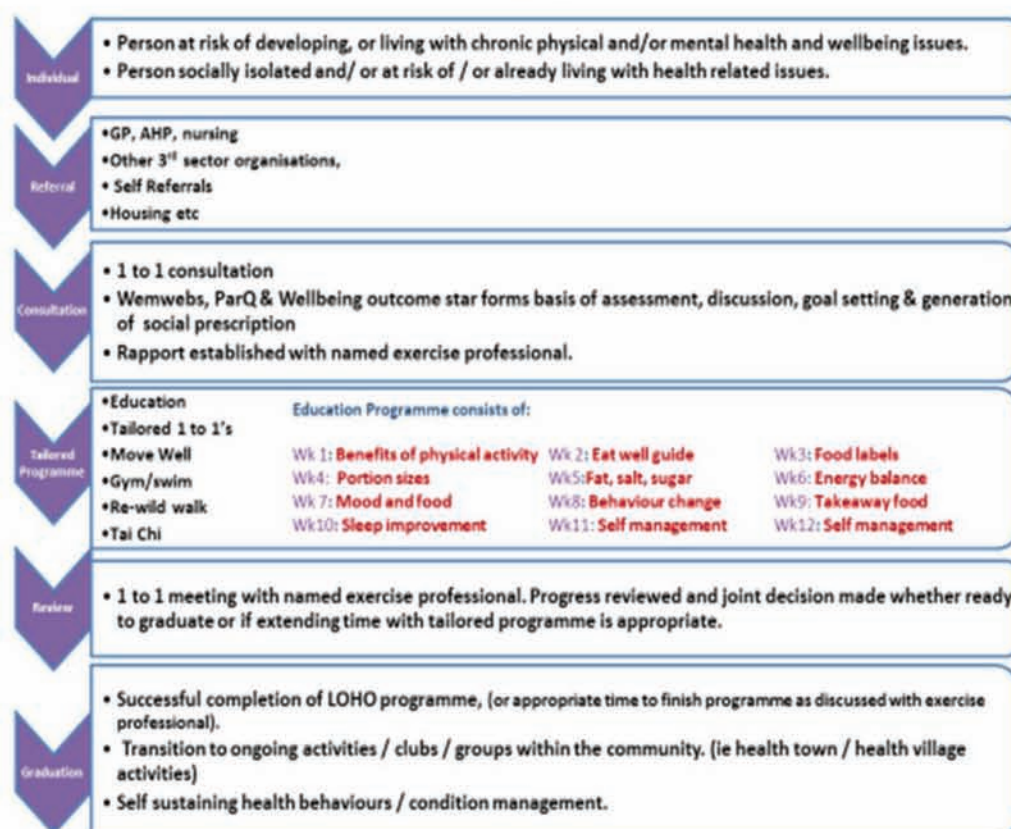 Individual
• Person at risk of developing, or living with chronic physical and/or mental health and wellbeing issues.
• Person socially isolated and/ or at risk of / or already living with health related issues.
Referral
•GP, AHP, nursing
•Other 3rd sector organisations,
• Self Referrals
•Housing etc
Consultation
• 1 to 1 consultation
• Wemwebs, ParQ & Wellbeing outcome star forms basis of assessment, discussion, goal setting & generation
of social prescription
• Rapport established with named exercise professional.
Tailored
Programme
•Education
•Tailored 1 to 1's
•Move Well
•Gym/swim
•Re-wild walk
•Tai Chi
Education Programme consists of:
Wk 1: Benefits of physical activity Wk 2: Eat well guide Wk3: Food labels
Wk4: Portion sizes Wk5:Fat, salt, sugar Wk6: Energy balance
Wk 7: Mood and food Wk8: Behaviour change Wk9: Takeaway food
Wk10: Sleep improvement Wk11: Self management Wk12: Self management
Review
• 1 to 1 meeting with named exercise professional. Progress reviewed and joint decision made whether ready
to graduate or if extending time with tailored programme is appropriate.
Graduation
• Successful completion of LOHO programme, (or appropriate time to finish programme as discussed with exercise
professional).
• Transition to ongoing activities / clubs / groups within the community. (ie health town / health village
activities)
• Self sustaining health behaviours / condition management.